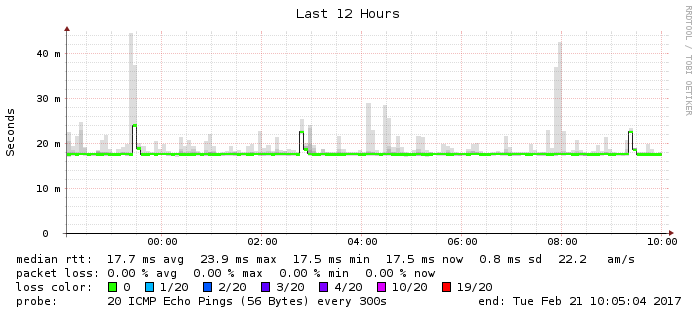 Last 12 Hours
RRDTOOL / TOBI OETIKER
Seconds
40 m
30 m
20 m
10 m
0
00:00 02:00 04:00 06:00 08:00 10:00
median rtt: 17.7 ms avg 23.9 ms max 17.5 ms min 17.5 ms now 0.8 ms sd 22.2 am/s
packet loss: 0.00 % avg 0.00 % max 0.00 % min 0.00 % now
loss color: 0 1/20 2/20 3/20 4/20 10/20 19/20
probe: 20 ICMP Echo Pings (56 Bytes) every 300s end: Tue Feb 21 10:05:04 2017